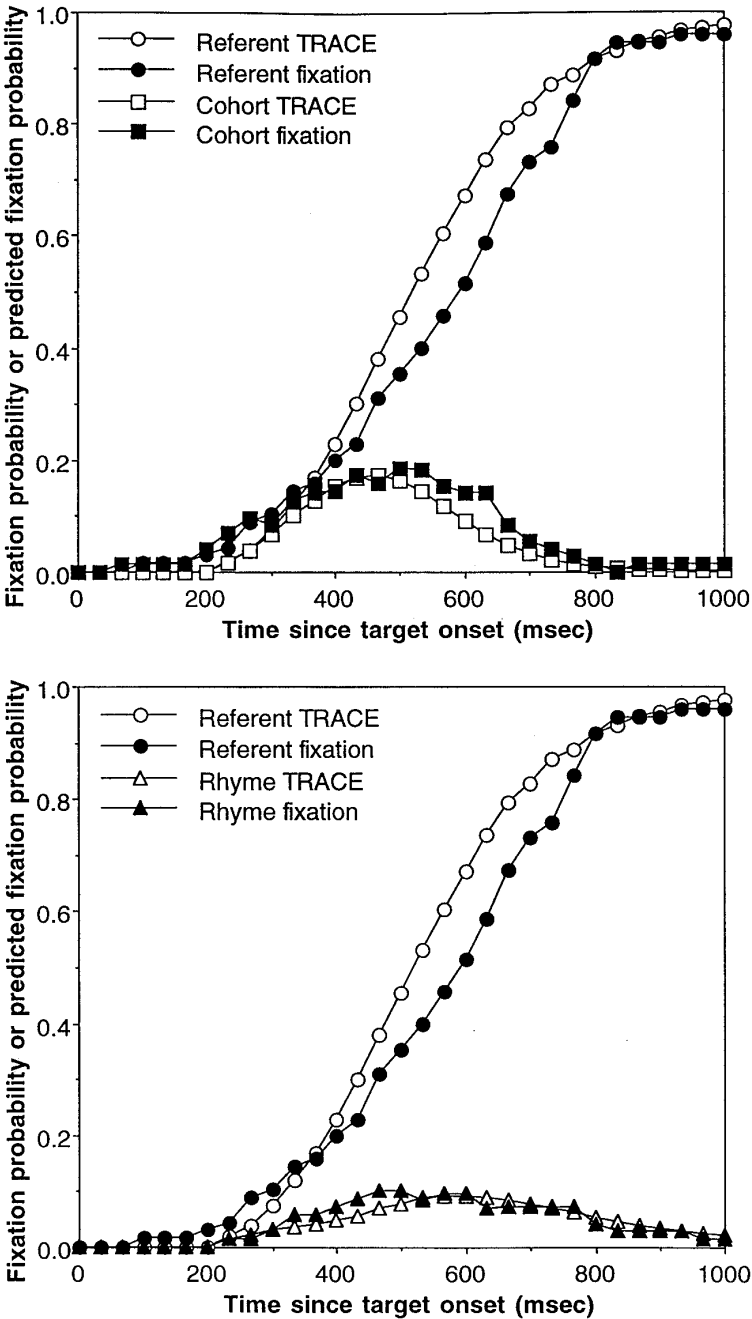 Fixation probability or predicted fixation probability
1.0
0.8
0.6
0.4
0.2
0.0
Referent TRACE
Referent fixation
Cohort TRACE
Cohort fixation
0
200
400
600
800
1000
Time since target onset (msec)
Fixation probability or predicted fixation probability
1.0
0.8
0.6
0.4
0.2
0.0
Referent TRACE
Referent fixation
Rhyme TRACE
Rhyme fixation
0
200
400
600
800
1000
Time since target onset (msec)